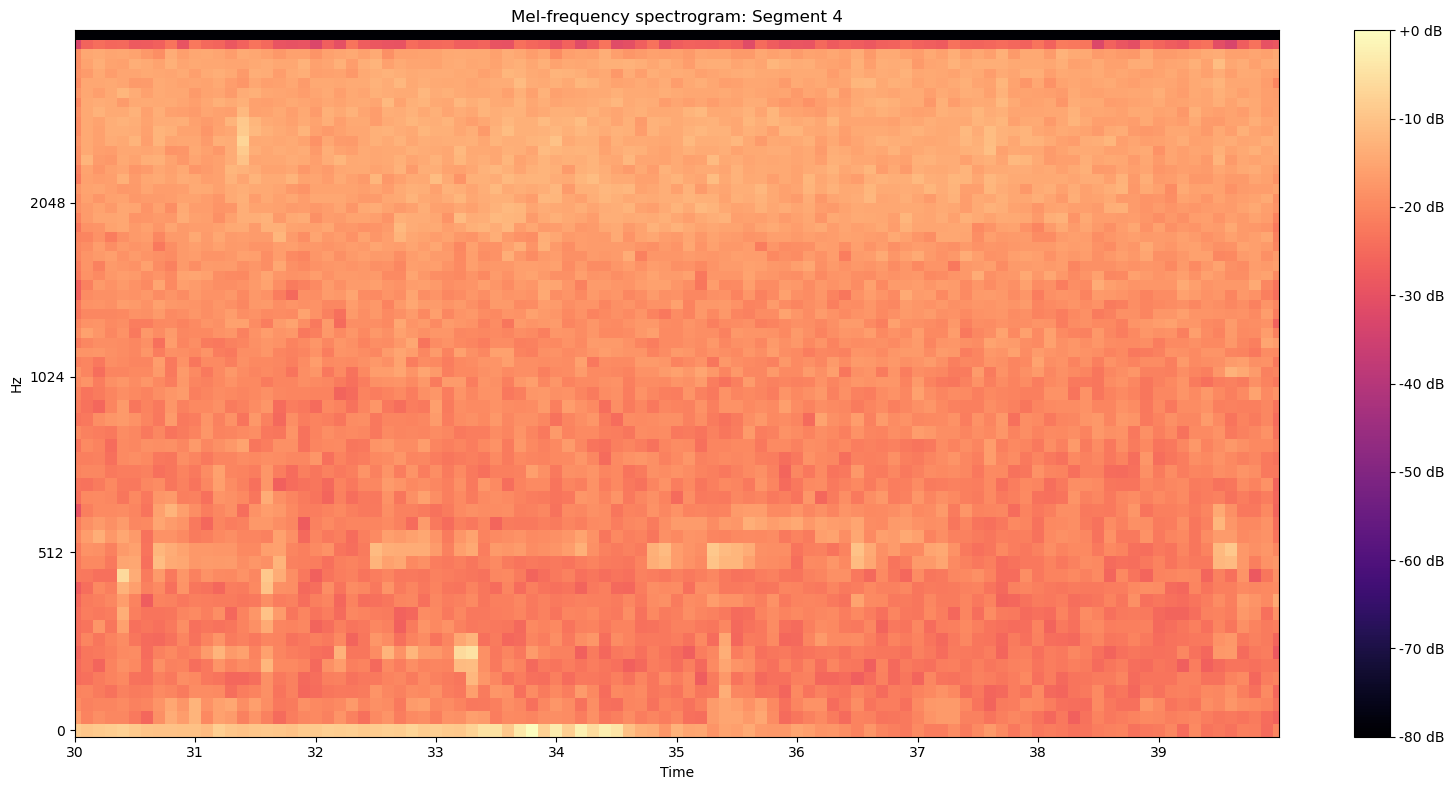 Mel-frequency spectrogram: Segment 4
Hz
2048
1024
512
0
30 31 32 33 34 35 36 37 38 39
Time
+0 dB
-10 dB
-20 dB
-30 dB
-40 dB
-50 dB
-60 dB
-70 dB
-80 dB